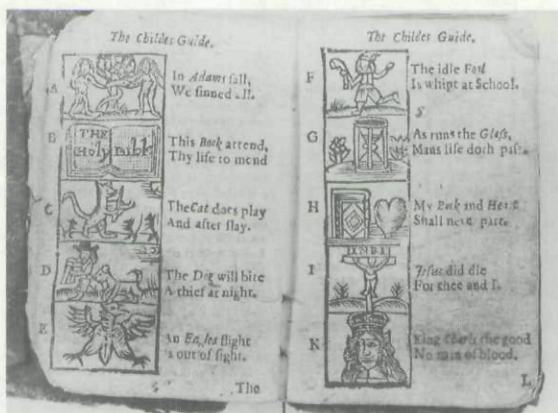 The Childes Guide.
A
In Adams fall,
We sinned all.
B
THE
Holy Bible
This Book attend,
Thy life to mend
C
The Cat does play
And after slay.
D
The Dog will bite
A thief at night.
E
An Eagles flight
is out of sight.
The
The Childes Guide.
F
The idle Fool
Is whipt at School.
G
As runs the Glass,
Mans life doth pass.
H
My Book and Heart
Shall never part.
I
INRI
Jesus did die
For thee and I.
K
King Charls the good
No man of blood.
L